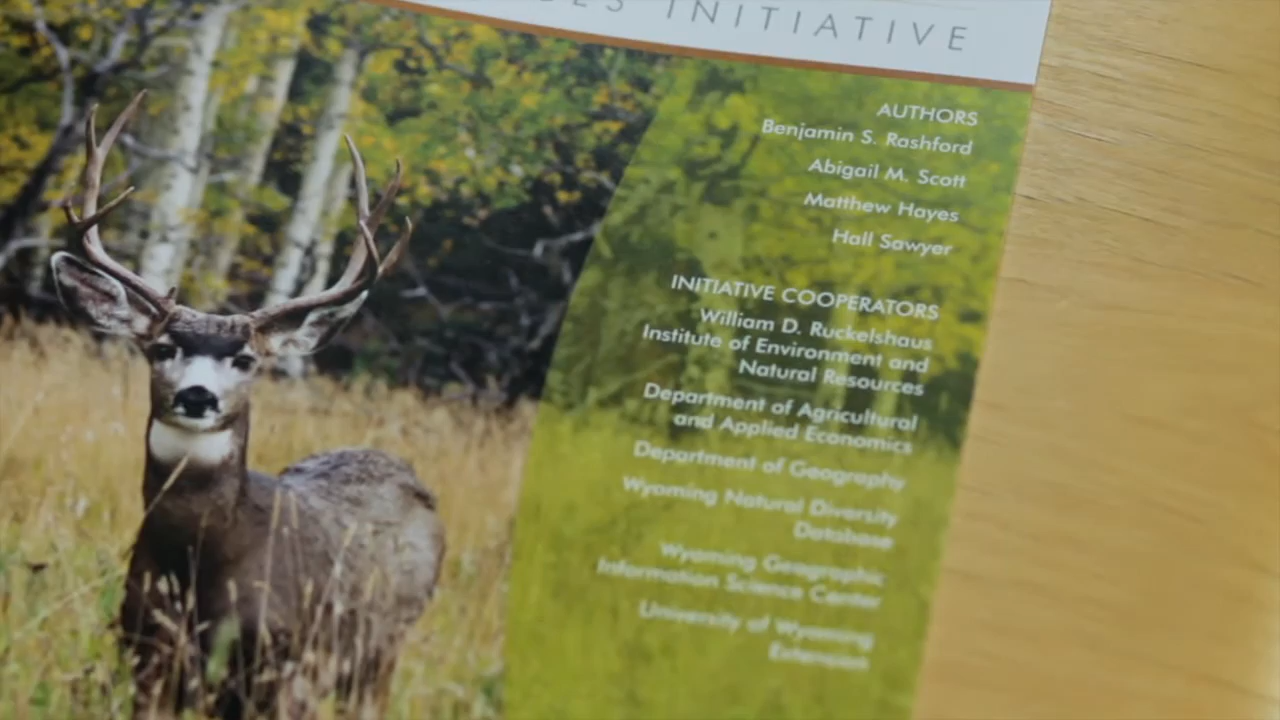 INITIATIVE
AUTHORS
Benjamin S. Rashford
Abigail M. Scott
Matthew Hayes
Hall Sawyer
INITIATIVE COOPERATORS
William D. Ruckelshaus
Institute of Environment and
Natural Resources
Department of Agricultural
and Applied Economics
Department of Geography
Wyoming Natural Diversity
Database
Wyoming Geographic
Information Science Center
University of Wyoming
Extension